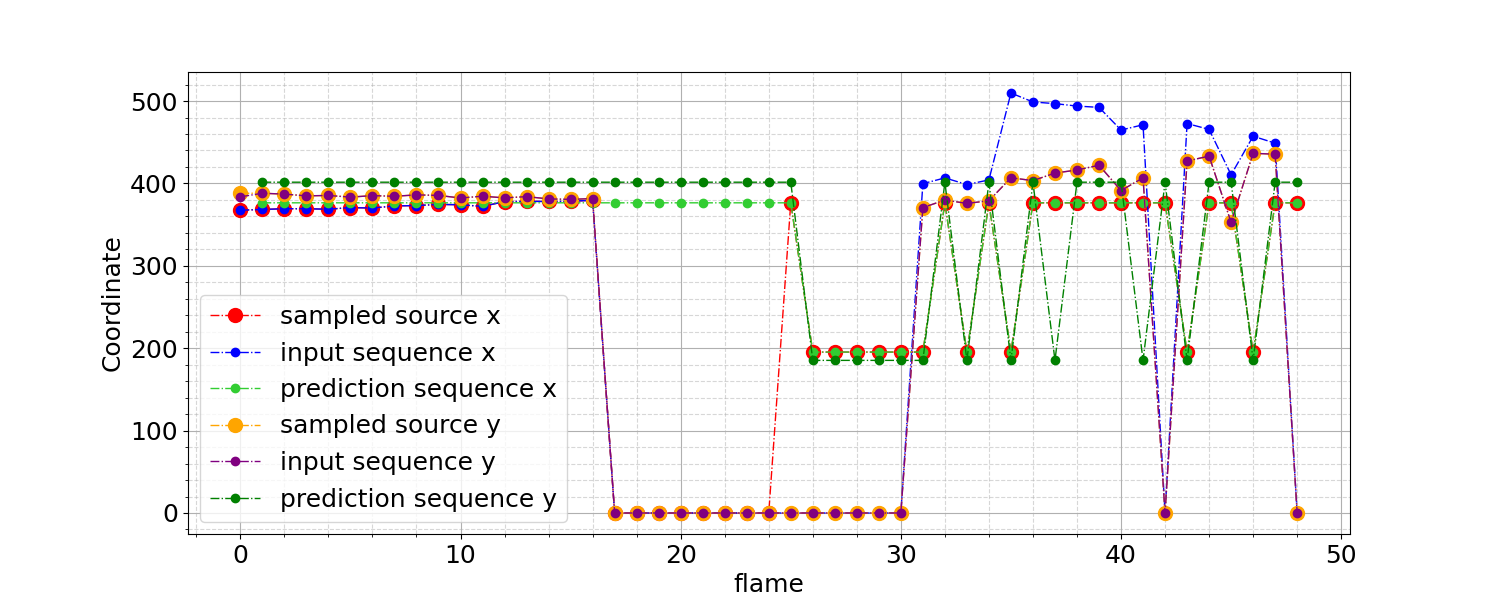 500
400
300
200
100
0
Coordinate
sampled source x
input sequence x
prediction sequence x
sampled source y
input sequence y
prediction sequence y
0 10 20 30 40 50
flame